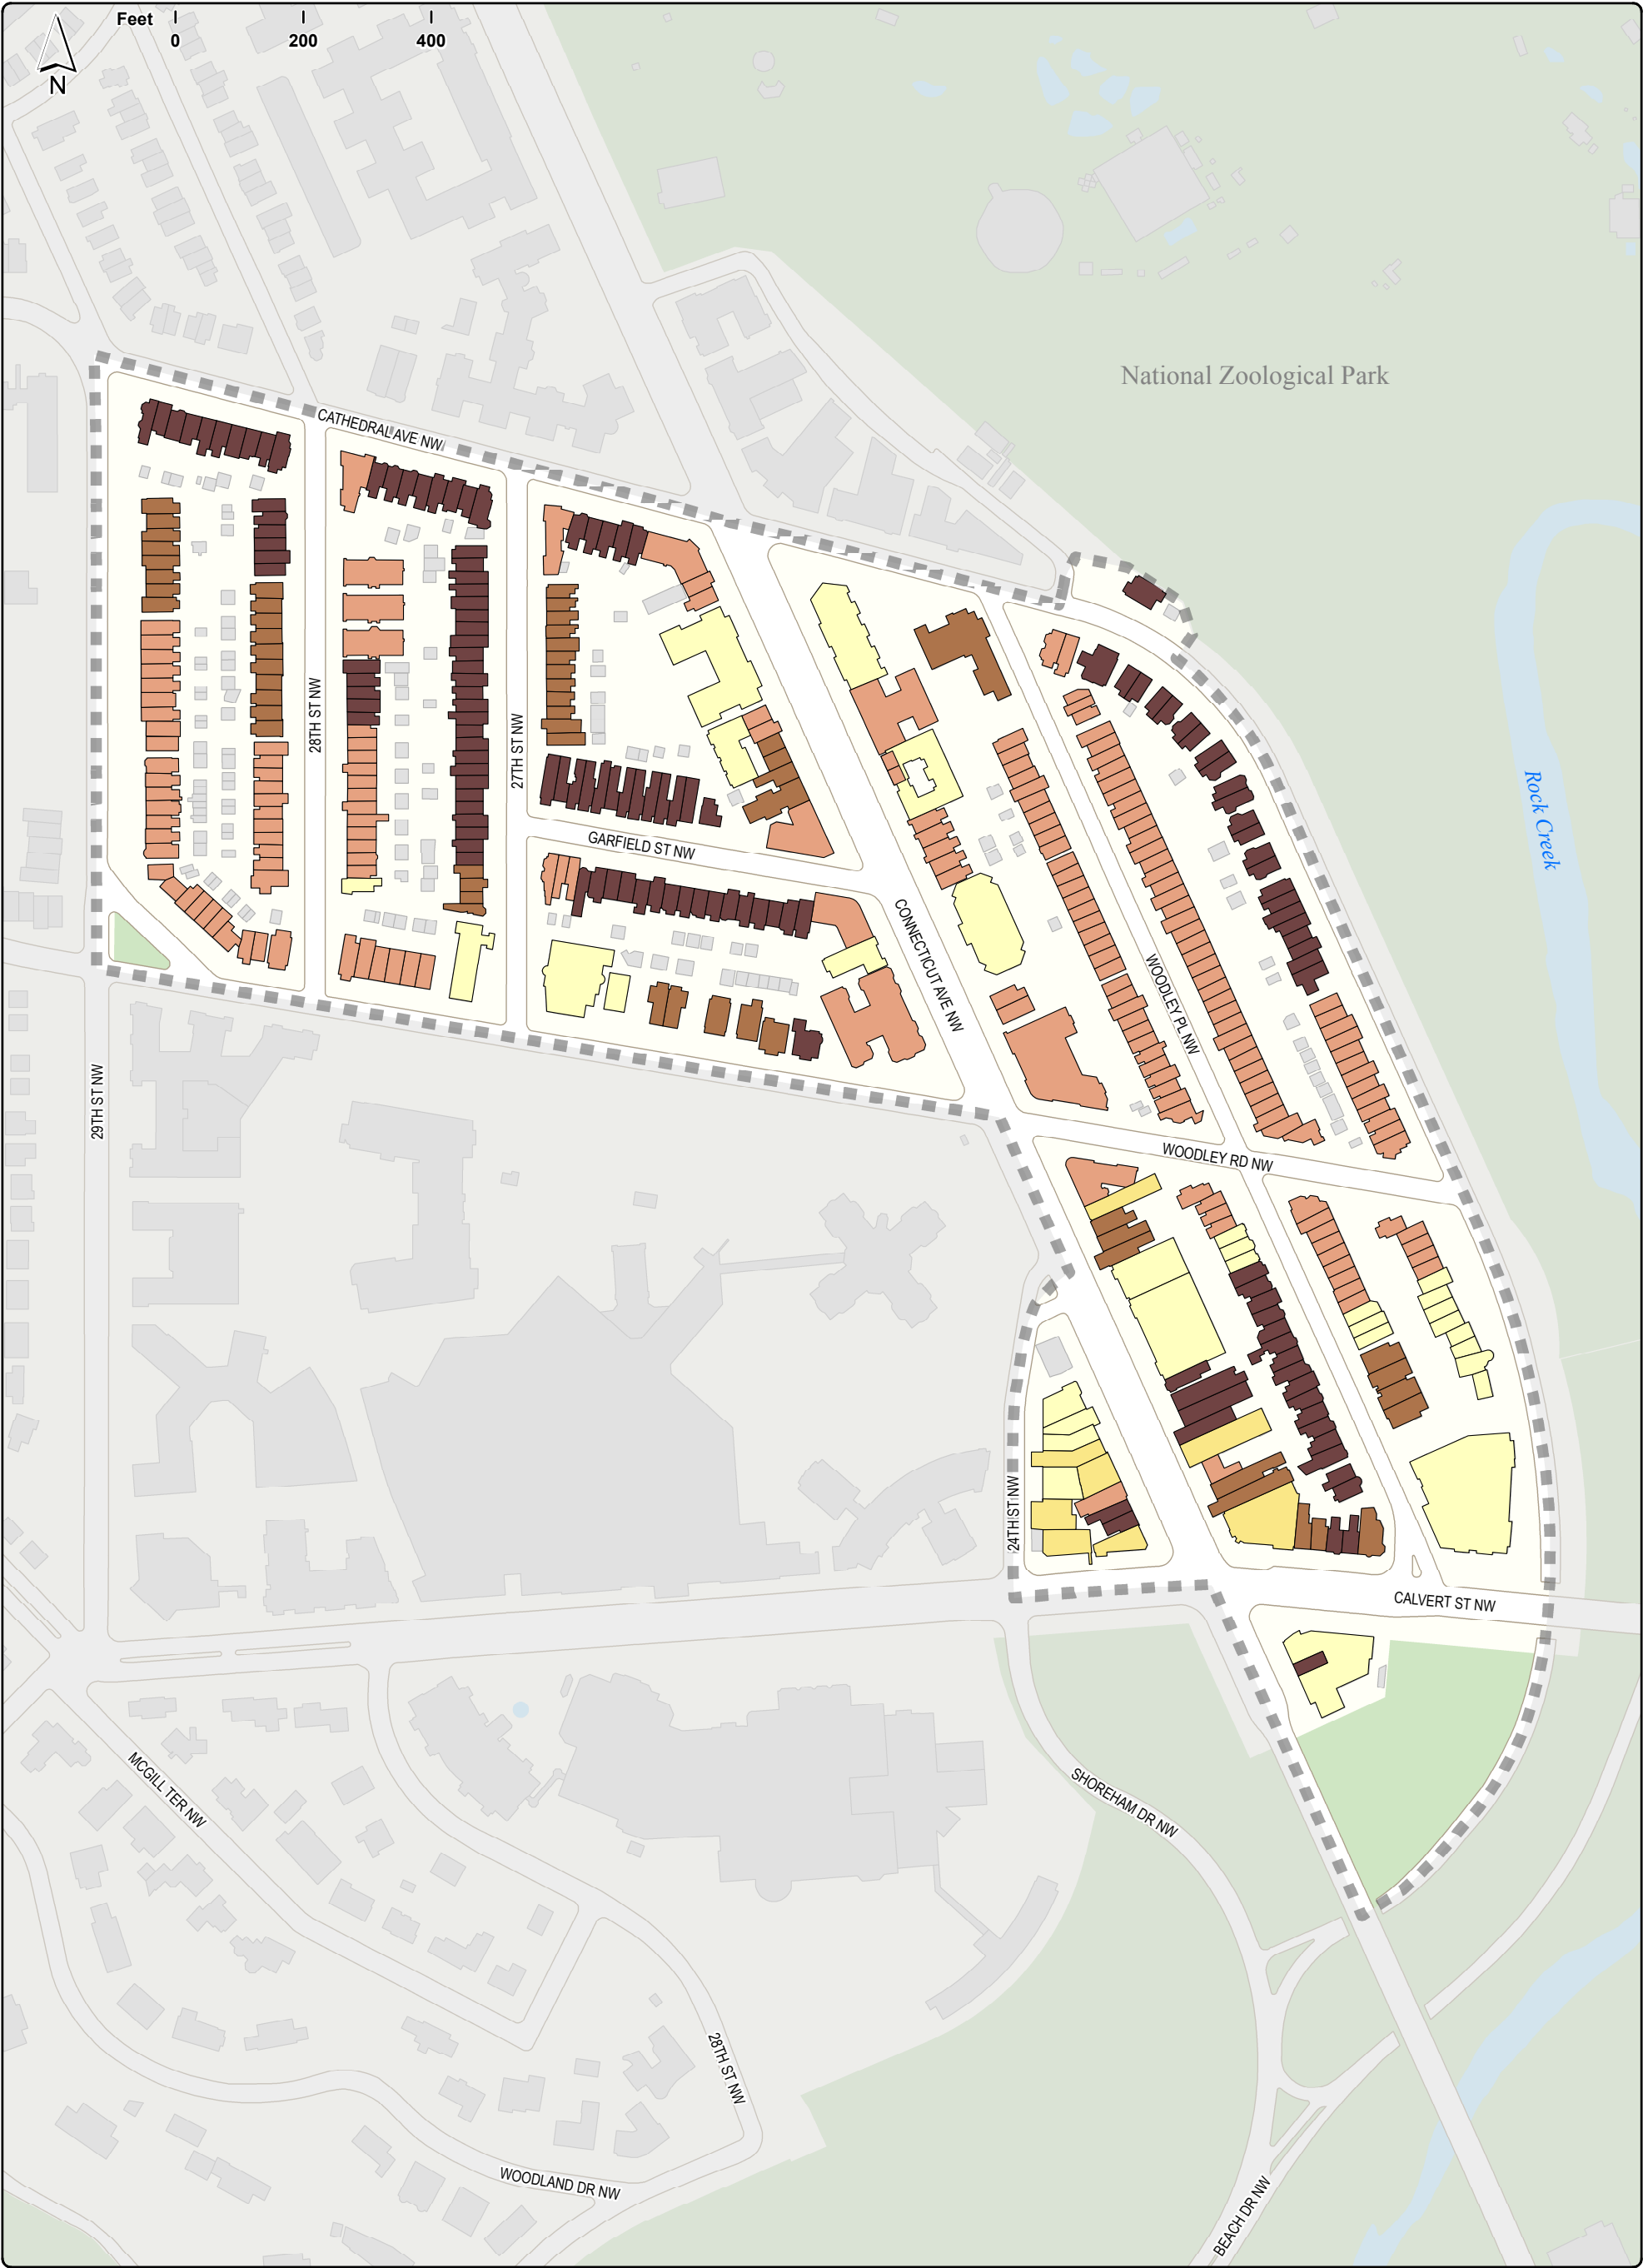 Feet
0 200 400
N
National Zoological Park
CATHEDRAL AVE NW
Rock Creek
28TH ST NW
27TH ST NW
GARFIELD ST NW
CONNECTICUT AVE NW
WOODLEY PL NW
29TH ST NW
WOODLEY RD NW
24TH ST NW
CALVERT ST NW
MCGILL TER NW
SHOREHAM DR NW
28TH ST NW
WOODLAND DR NW
BEACH DR NW